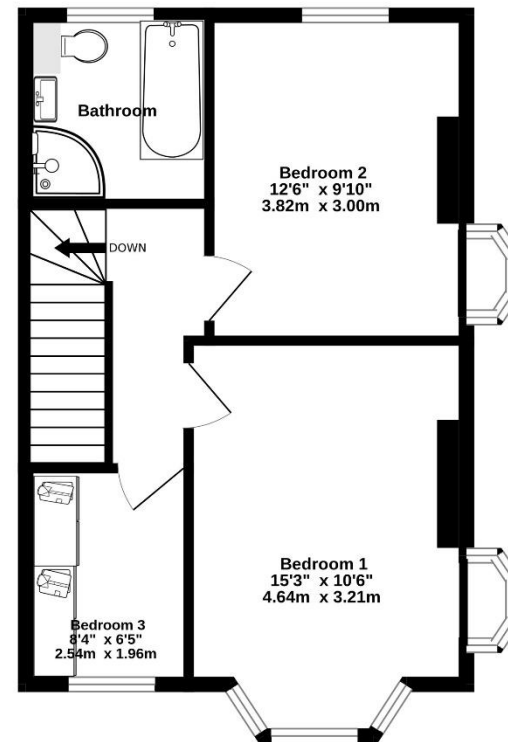 Bathroom
Bedroom 2
12'6" x 9'10"
3.82m x 3.00m
DOWN
Bedroom 1
15'3" x 10'6"
4.64m x 3.21m
Bedroom 3
8'4" x 6'5"
2.54m x 1.96m